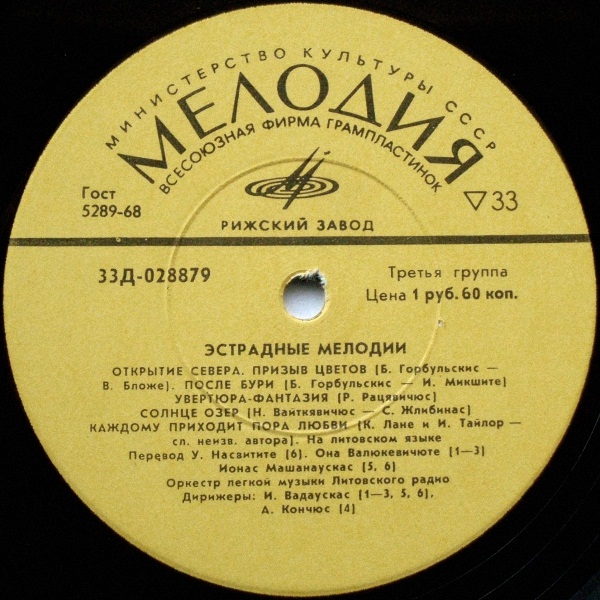 МИНИСТЕРСТВО КУЛЬТУРЫ СССР
МЕЛОДИЯ
ВСЕСОЮЗНАЯ ФИРМА ГРАМПЛАСТИНОК
Гост
5289-68
▽33
РИЖСКИЙ ЗАВОД
33Д-028879
Третья группа
Цена 1 руб. 60 коп.
ЭСТРАДНЫЕ МЕЛОДИИ
ОТКРЫТИЕ СЕВЕРА. ПРИЗЫВ ЦВЕТОВ (Б. Горбульскис —
В. Бложе). ПОСЛЕ БУРИ (Б. Горбульскис — И. Микшите)
УВЕРТЮРА-ФАНТАЗИЯ (Р. Рацявичюс)
СОЛНЦЕ ОЗЕР (Н. Вайткявичюс — С. Жлибинас)
КАЖДОМУ ПРИХОДИТ ПОРА ЛЮБВИ (К. Лане и И. Тайлор —
сл. неизв. автора). На литовском языке
Перевод У. Насвитите (6). Она Валюкевичюте (1—3)
Ионас Машанаускас (5, 6)
Оркестр легкой музыки Литовского радио
Дирижеры: И. Вадаускас (1—3, 5, 6),
А. Кончюс (4)